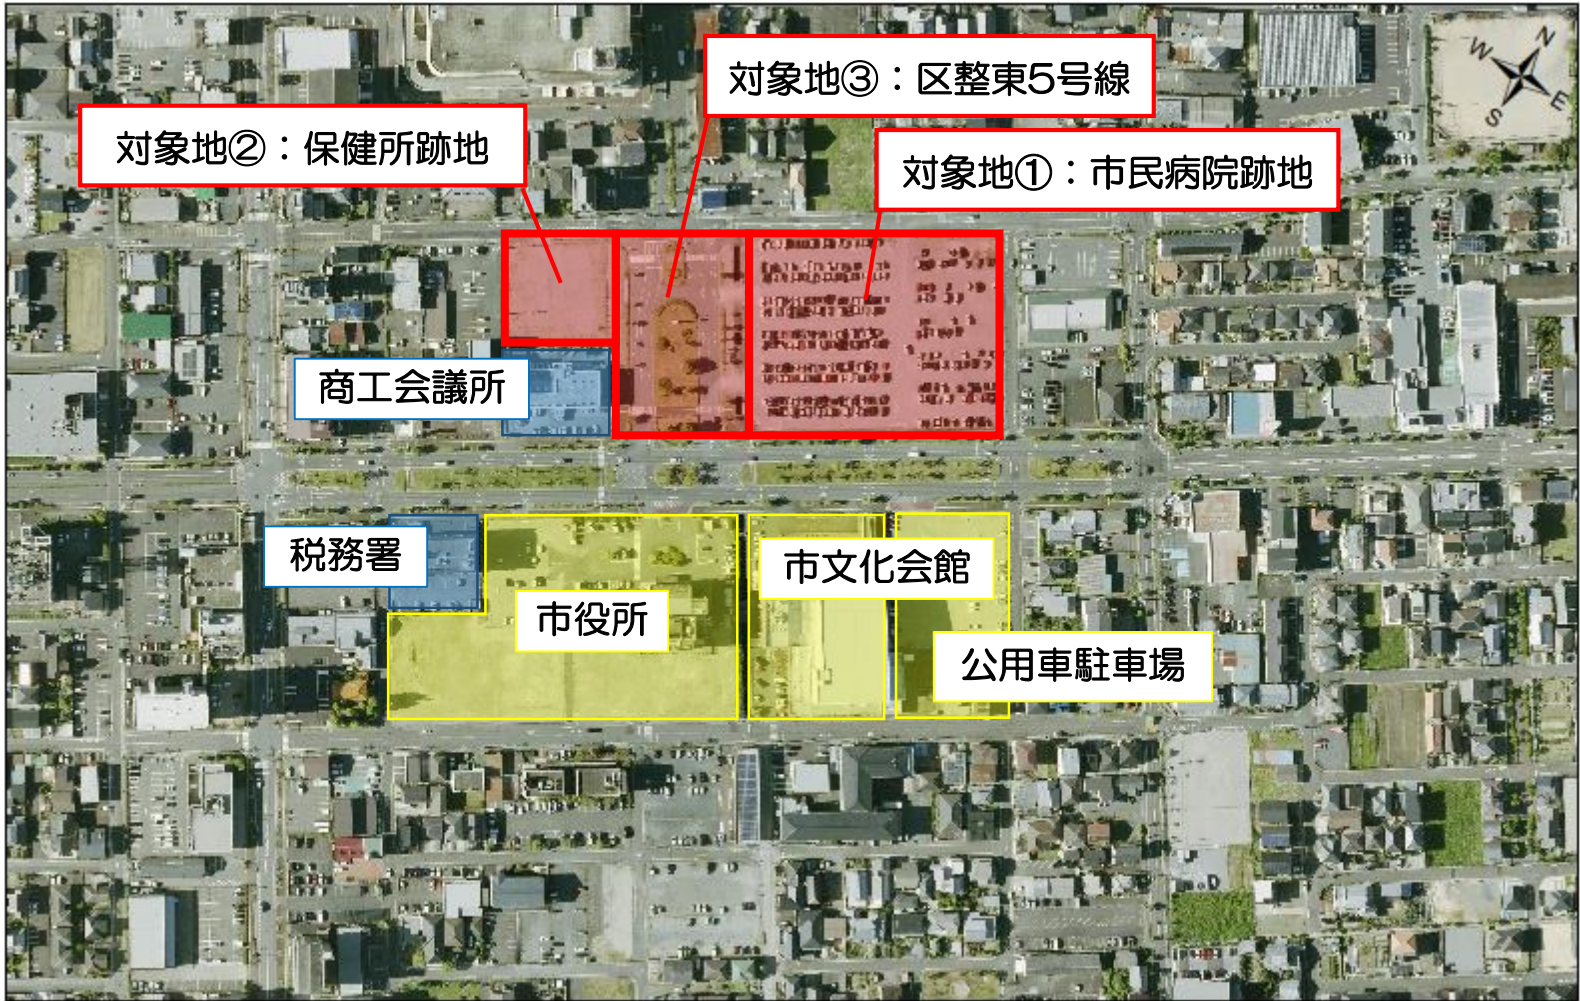 対象地③：区整東5号線
対象地②：保健所跡地
対象地①：市民病院跡地
N
W
E
S
商工会議所
税務署
市文化会館
市役所
公用車駐車場